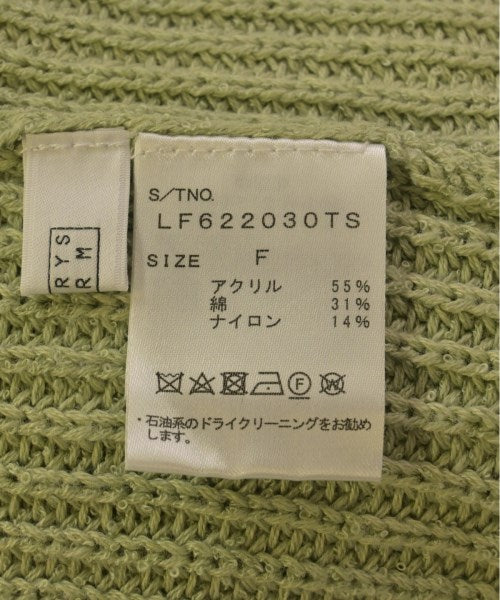 S/TNO.
LF622030TS
SIZE F
アクリル 55%
綿 31%
ナイロン 14%
・石油系のドライクリーニングをお勧め
します。
RYS
RM